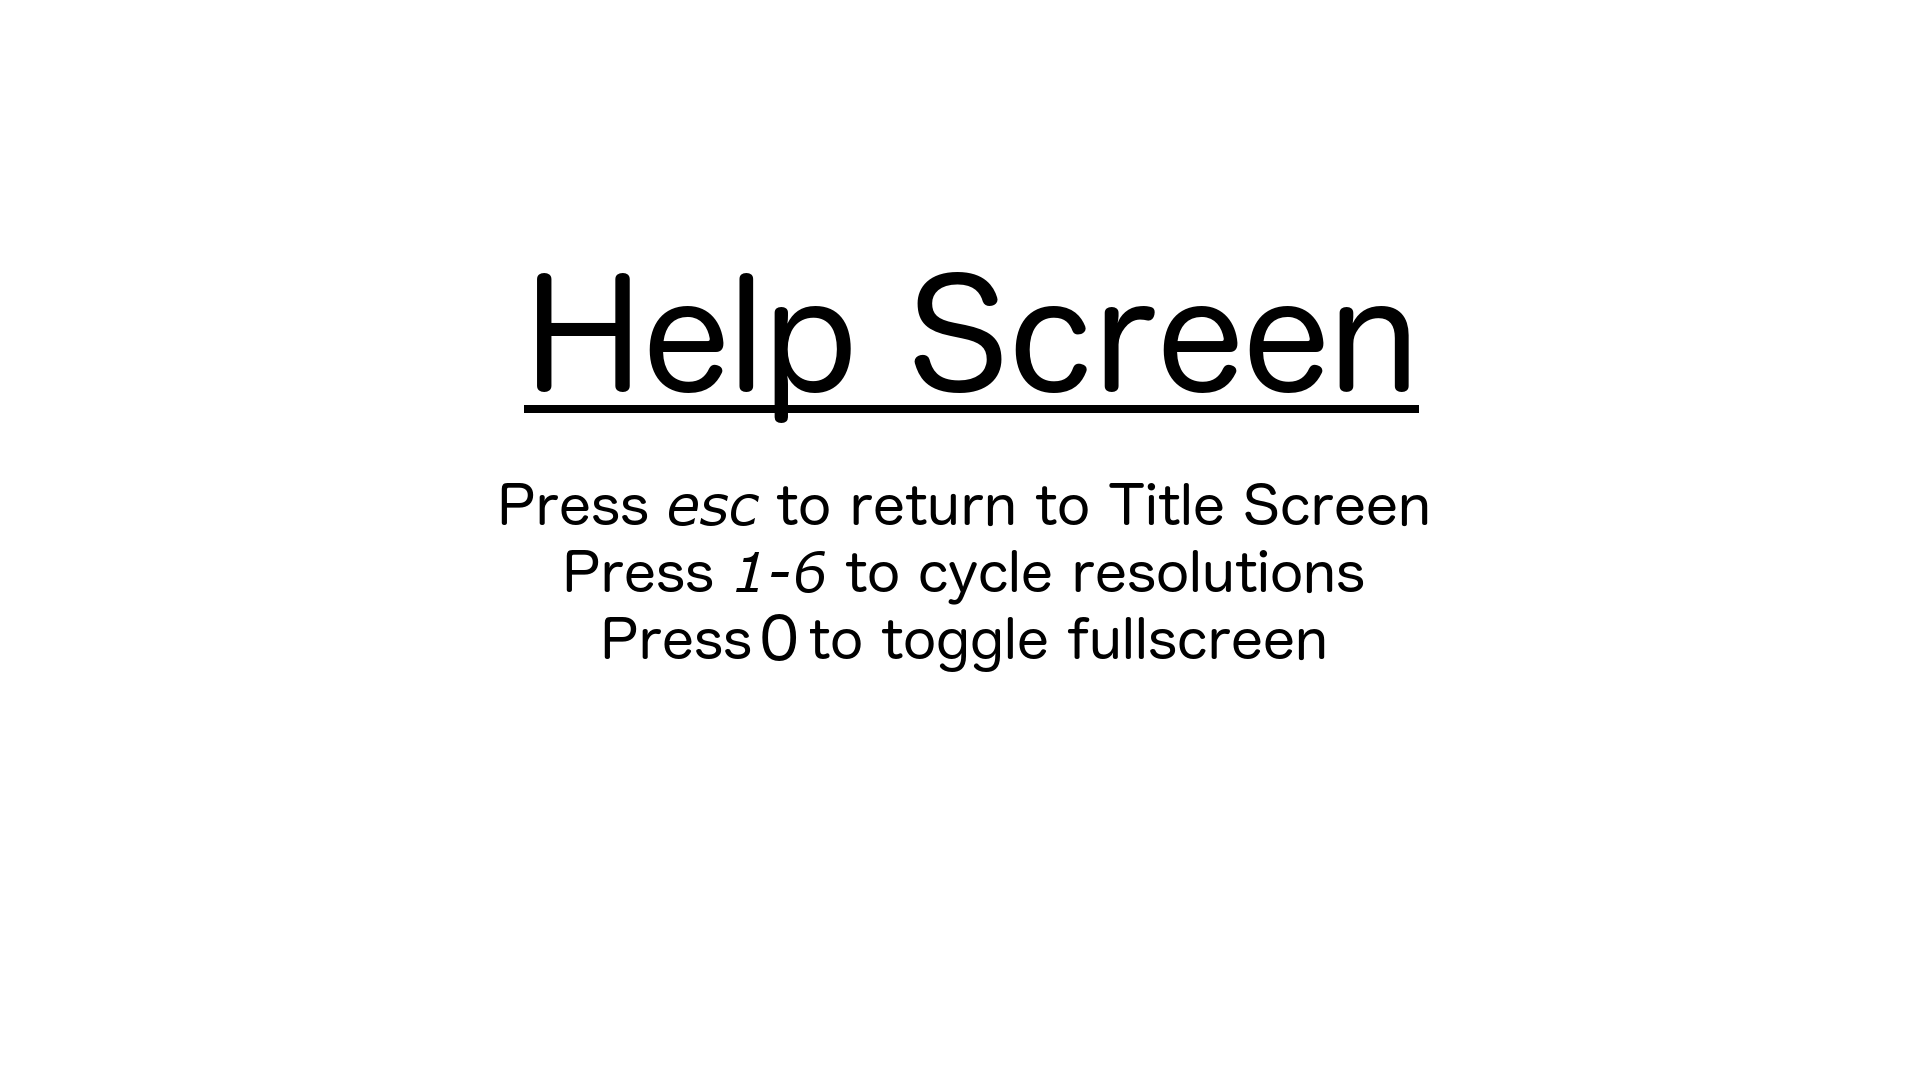 Help Screen
Press esc to return to Title Screen
Press 1-6 to cycle resolutions
Press 0 to toggle fullscreen